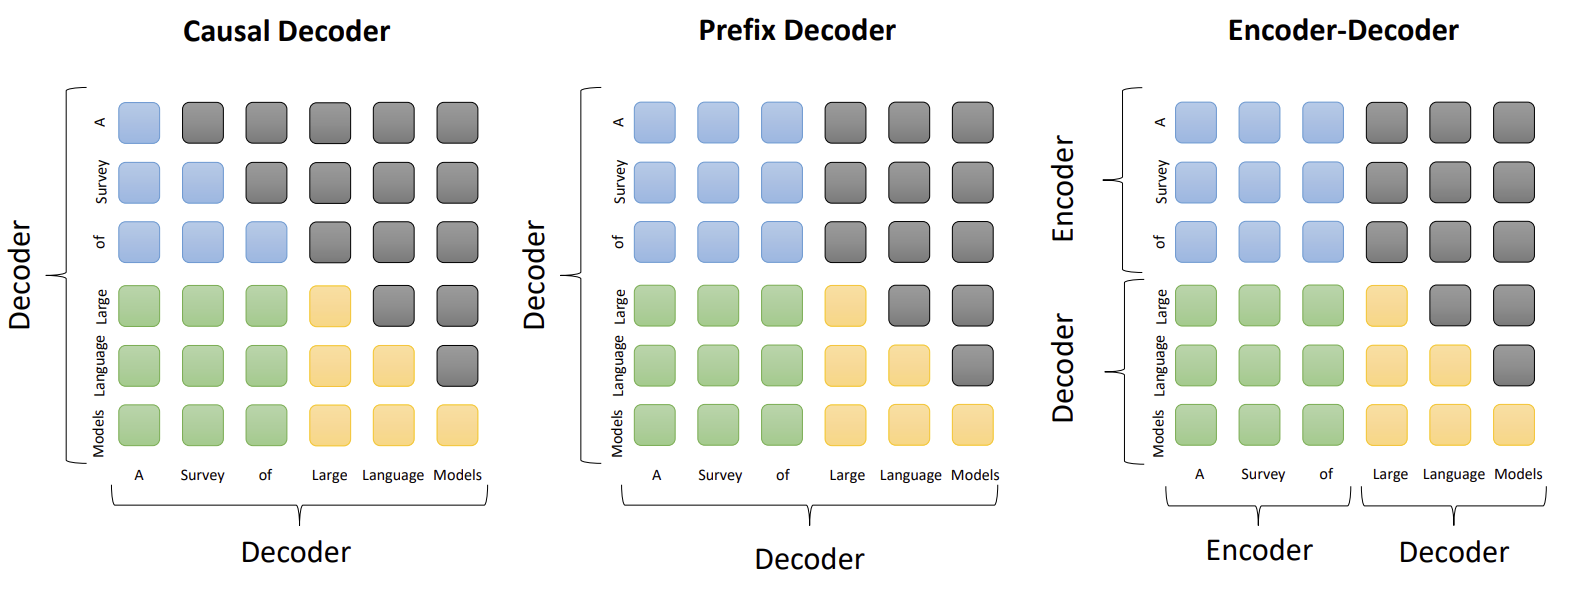 Causal Decoder
Decoder
A
Survey
of
Large
Language
Models
A Survey of Large Language Models
Decoder
Prefix Decoder
Decoder
A
Survey
of
Large
Language
Models
A Survey of Large Language Models
Decoder
Encoder-Decoder
Encoder
Decoder
A
Survey
of
Large
Language
Models
A Survey of Large Language Models
Encoder Decoder